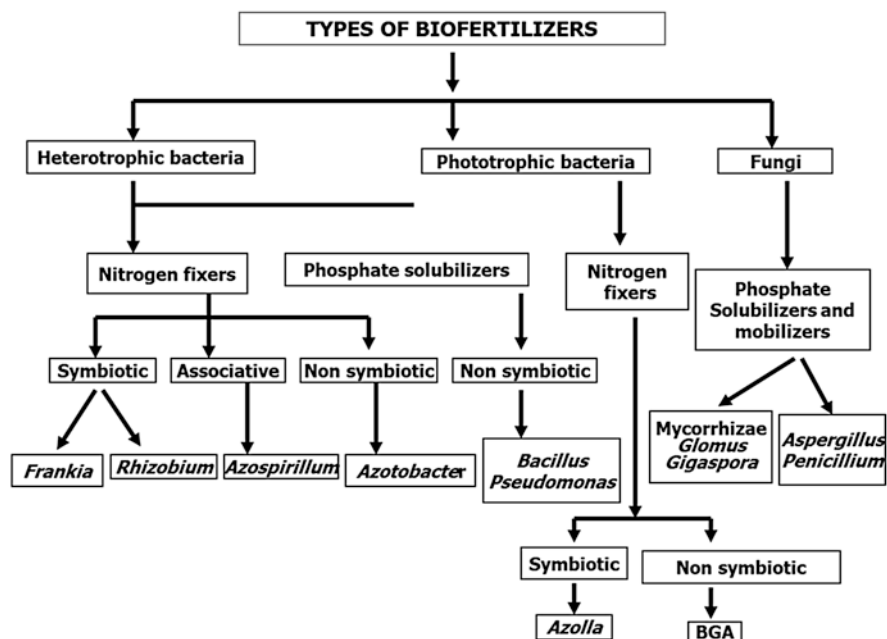 TYPES OF BIOFERTILIZERS
Heterotrophic bacteria
Phototrophic bacteria
Fungi
Nitrogen fixers
Phosphate solubilizers
Nitrogen
fixers
Phosphate
Solubilizers and
mobilizers
Symbiotic
Associative
Non symbiotic
Non symbiotic
Frankia
Rhizobium
Azospirillum
Azotobacter
Bacillus
Pseudomonas
Mycorrhizae
Glomus
Gigaspora
Aspergillus
Penicillium
Symbiotic
Non symbiotic
Azolla
BGA